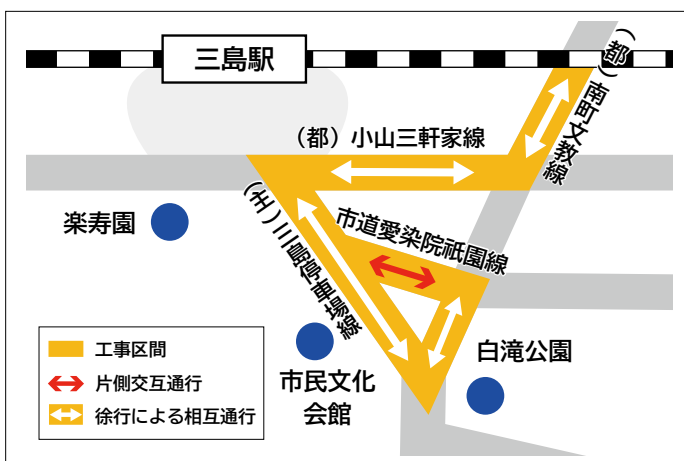 三島駅
（都）南町文教線
（都）小山三軒家線
楽寿園
（主）三島停車場線
市道愛染院祇園線
市民文化
会館
白滝公園
工事区間
片側交互通行
徐行による相互通行